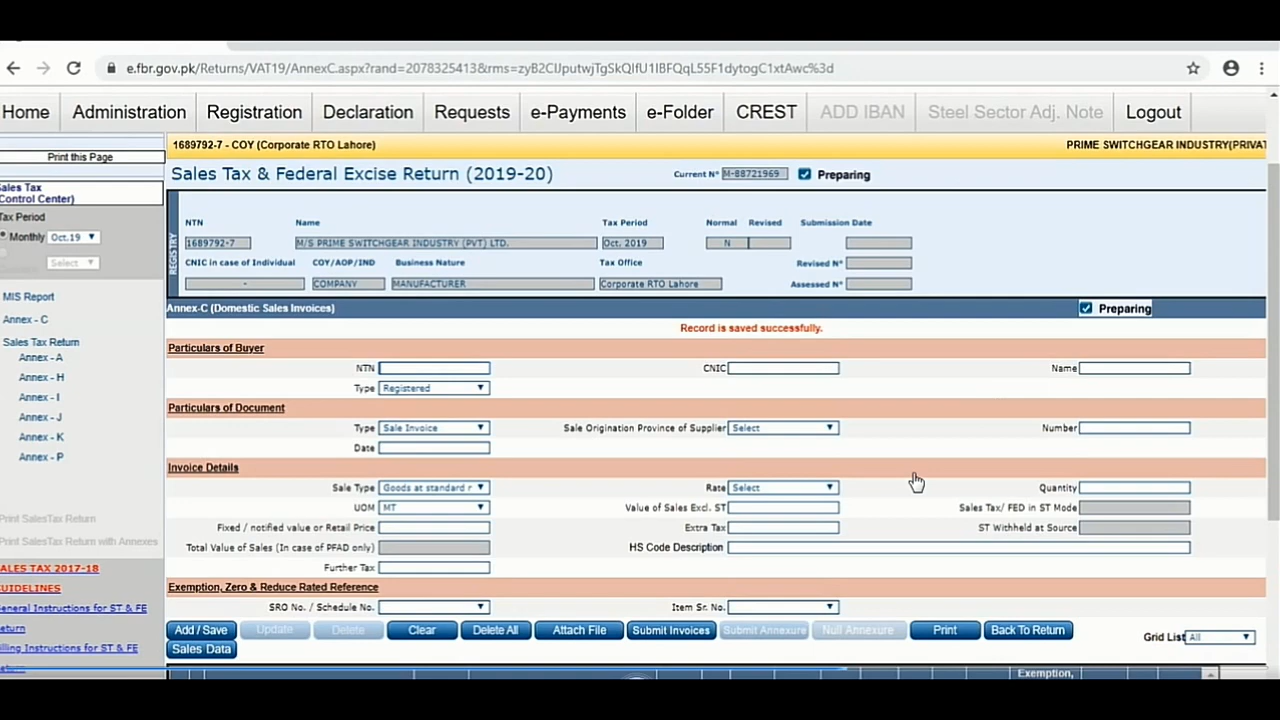 e.fbr.gov.pk/Returns/VAT19/AnnexC.aspx?rand=2078325413&rms=zyB2ClJputwjTgSkQIfU1IBFQqL55F1dytogC1xtAwc%3d
Home Administration Registration Declaration Requests e-Payments e-Folder CREST ADD IBAN Steel Sector Adj. Note Logout
Print this Page
1689792-7 - COY (Corporate RTO Lahore) PRIME SWITCHGEAR INDUSTRY(PRIVAT
Sales Tax & Federal Excise Return (2019-20) Current N° M-88721969 Preparing
Sales Tax
(Control Center)
Tax Period
Monthly Oct.19
Select
MIS Report
Annex - C
Sales Tax Return
Annex - A
Annex - H
Annex - I
Annex - J
Annex - K
Annex - P
Print SalesTax Return
Print SalesTax Return with Annexes
ALES TAX 2017-18
GUIDELINES
General Instructions for ST & FE
eturn
illing Instructions for ST & FE
eturn
REGISTRY
NTN Name Tax Period Normal Revised Submission Date
1689792-7 M/S PRIME SWITCHGEAR INDUSTRY (PVT) LTD. Oct. 2019 N
CNIC in case of Individual COY/AOP/IND Business Nature Tax Office Revised N°
- COMPANY MANUFACTURER Corporate RTO Lahore Assessed N°
Annex-C (Domestic Sales Invoices) Preparing
Record is saved successfully.
Particulars of Buyer
NTN CNIC Name
Type Registered
Particulars of Document
Type Sale Invoice Sale Origination Province of Supplier Select Number
Date
Invoice Details
Sale Type Goods at standard r Rate Select Quantity
UOM MT Value of Sales Excl. ST Sales Tax/ FED in ST Mode
Fixed / notified value or Retail Price Extra Tax ST Withheld at Source
Total Value of Sales (In case of PFAD only) HS Code Description
Further Tax
Exemption, Zero & Reduce Rated Reference
SRO No. / Schedule No. Item Sr. No.
Add / Save Update Delete Clear Delete All Attach File Submit Invoices Submit Annexure Null Annexure Print Back To Return
Sales Data Grid List All
Exemption,